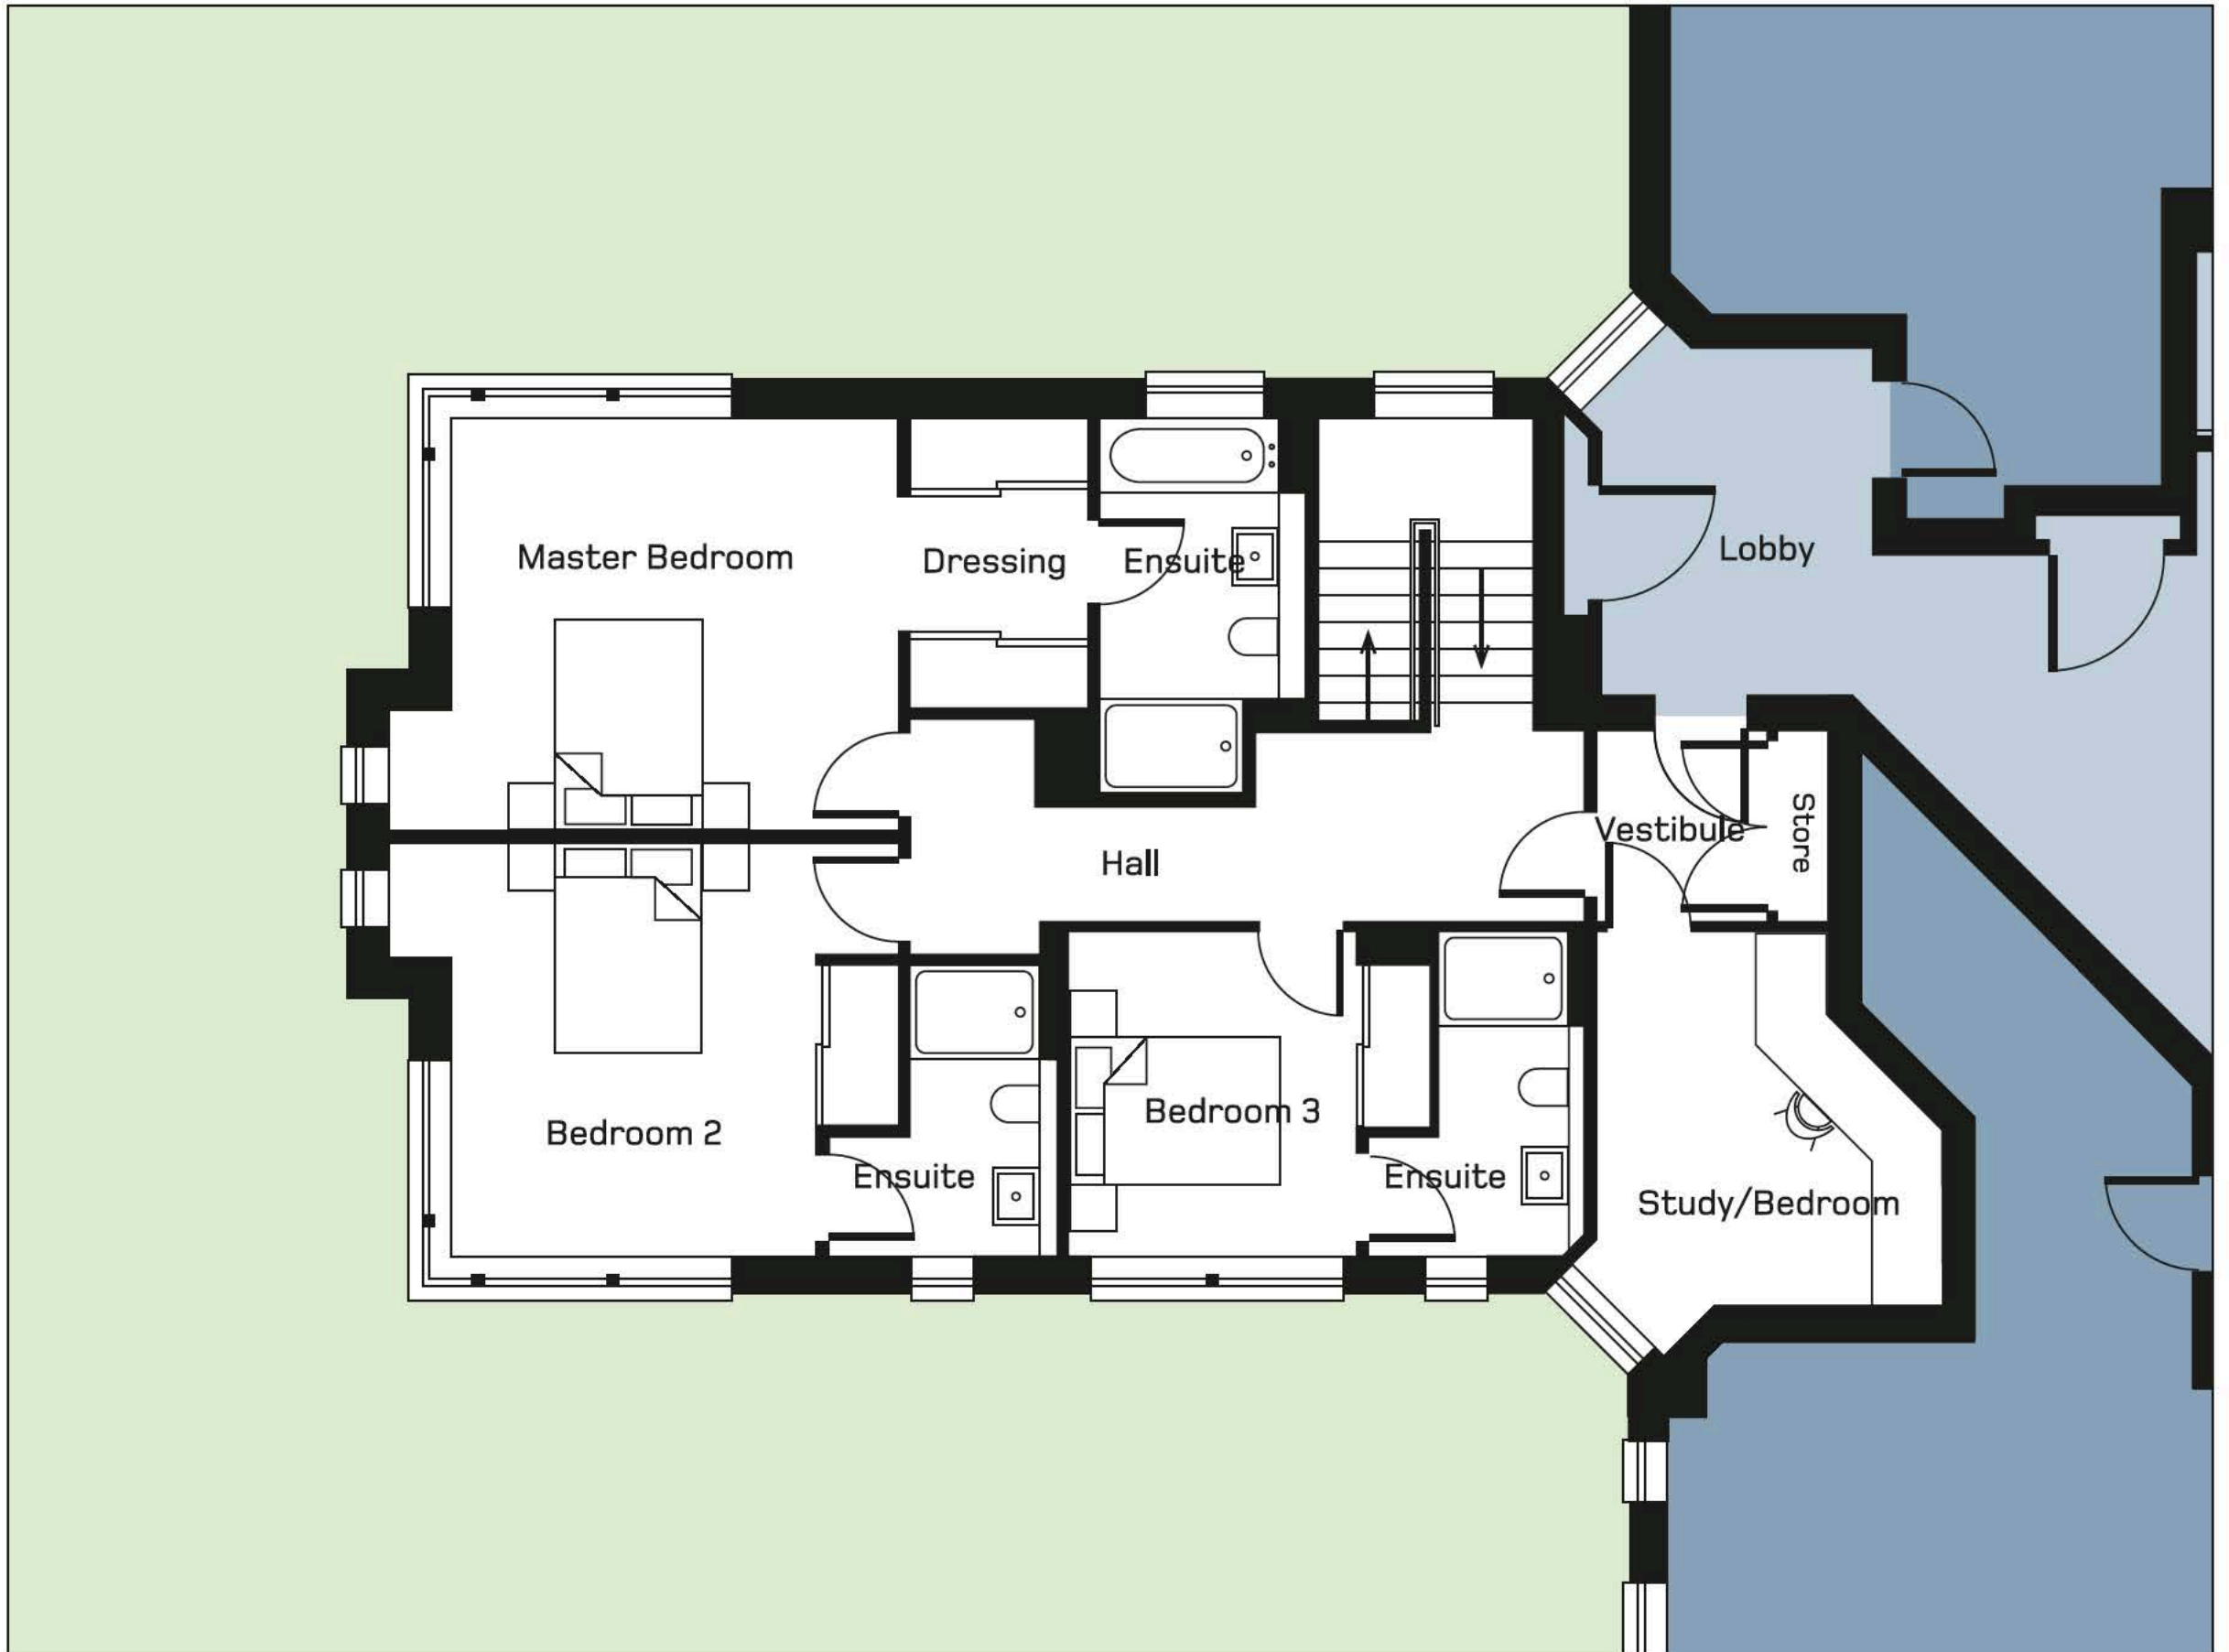 Lobby
Master Bedroom
Dressing
Ensuite
Vestibule
Store
Hall
Bedroom 3
Bedroom 2
Ensuite
Ensuite
Study/Bedroom